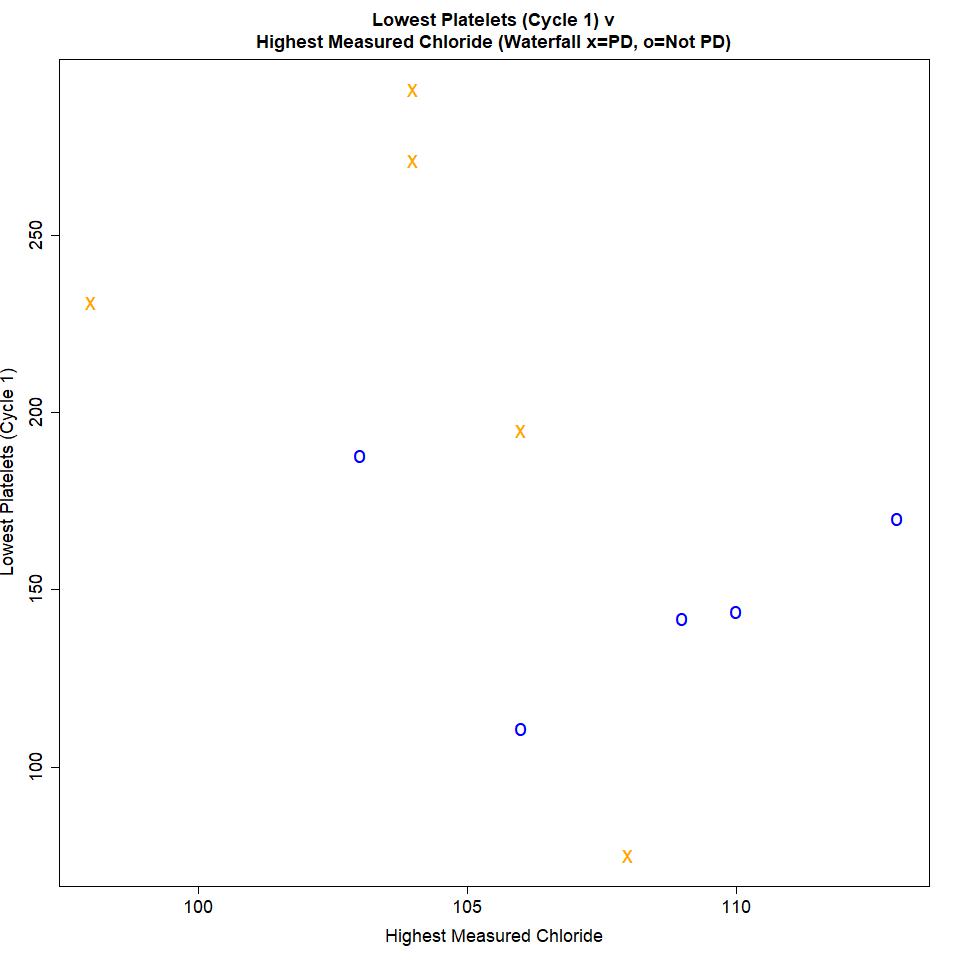 Lowest Platelets (Cycle 1) v
Highest Measured Chloride (Waterfall x=PD, o=Not PD)
X
X
250
X
200
X
O
O
Lowest Platelets (Cycle 1)
150
O
O
O
100
X
100
105
110
Highest Measured Chloride